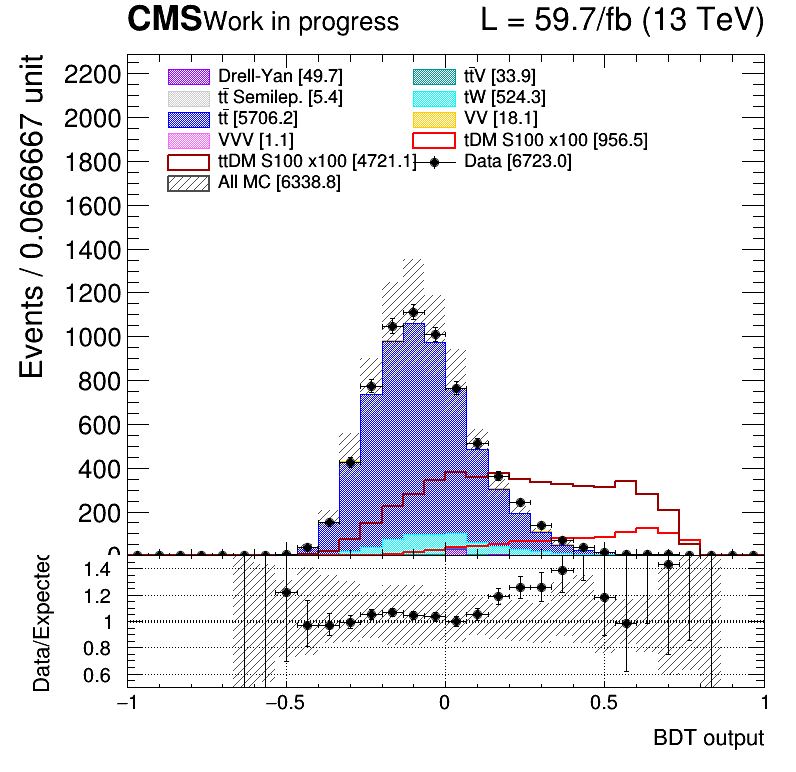 CMS Work in progress L = 59.7/fb (13 TeV)
Events / 0.0666667 unit
2200
2000
1800
1600
1400
1200
1000
800
600
400
200
0
Drell-Yan [49.7] tt̄V [33.9]
tt̄ Semilep. [5.4] tW [524.3]
tt̄ [5706.2] VV [18.1]
VVV [1.1] tDM S100 x100 [956.5]
ttDM S100 x100 [4721.1] Data [6723.0]
All MC [6338.8]
Data/Expected
1.4
1.2
1
0.8
0.6
−1 −0.5 0 0.5 1
BDT output